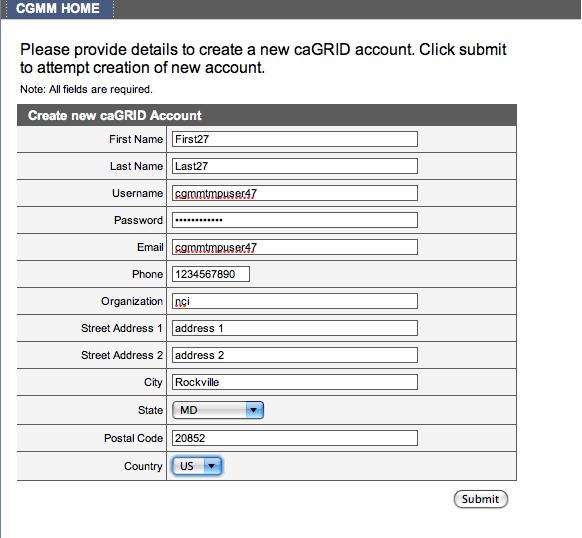 CGMM HOME
Please provide details to create a new caGRID account. Click submit
to attempt creation of new account.
Note: All fields are required.
Create new caGRID Account
First Name First27
Last Name Last27
Username cgmmtmpuser47
Password ••••••••••••
Email cgmmtmpuser47
Phone 1234567890
Organization nci
Street Address 1 address 1
Street Address 2 address 2
City Rockville
State MD
Postal Code 20852
Country US
Submit